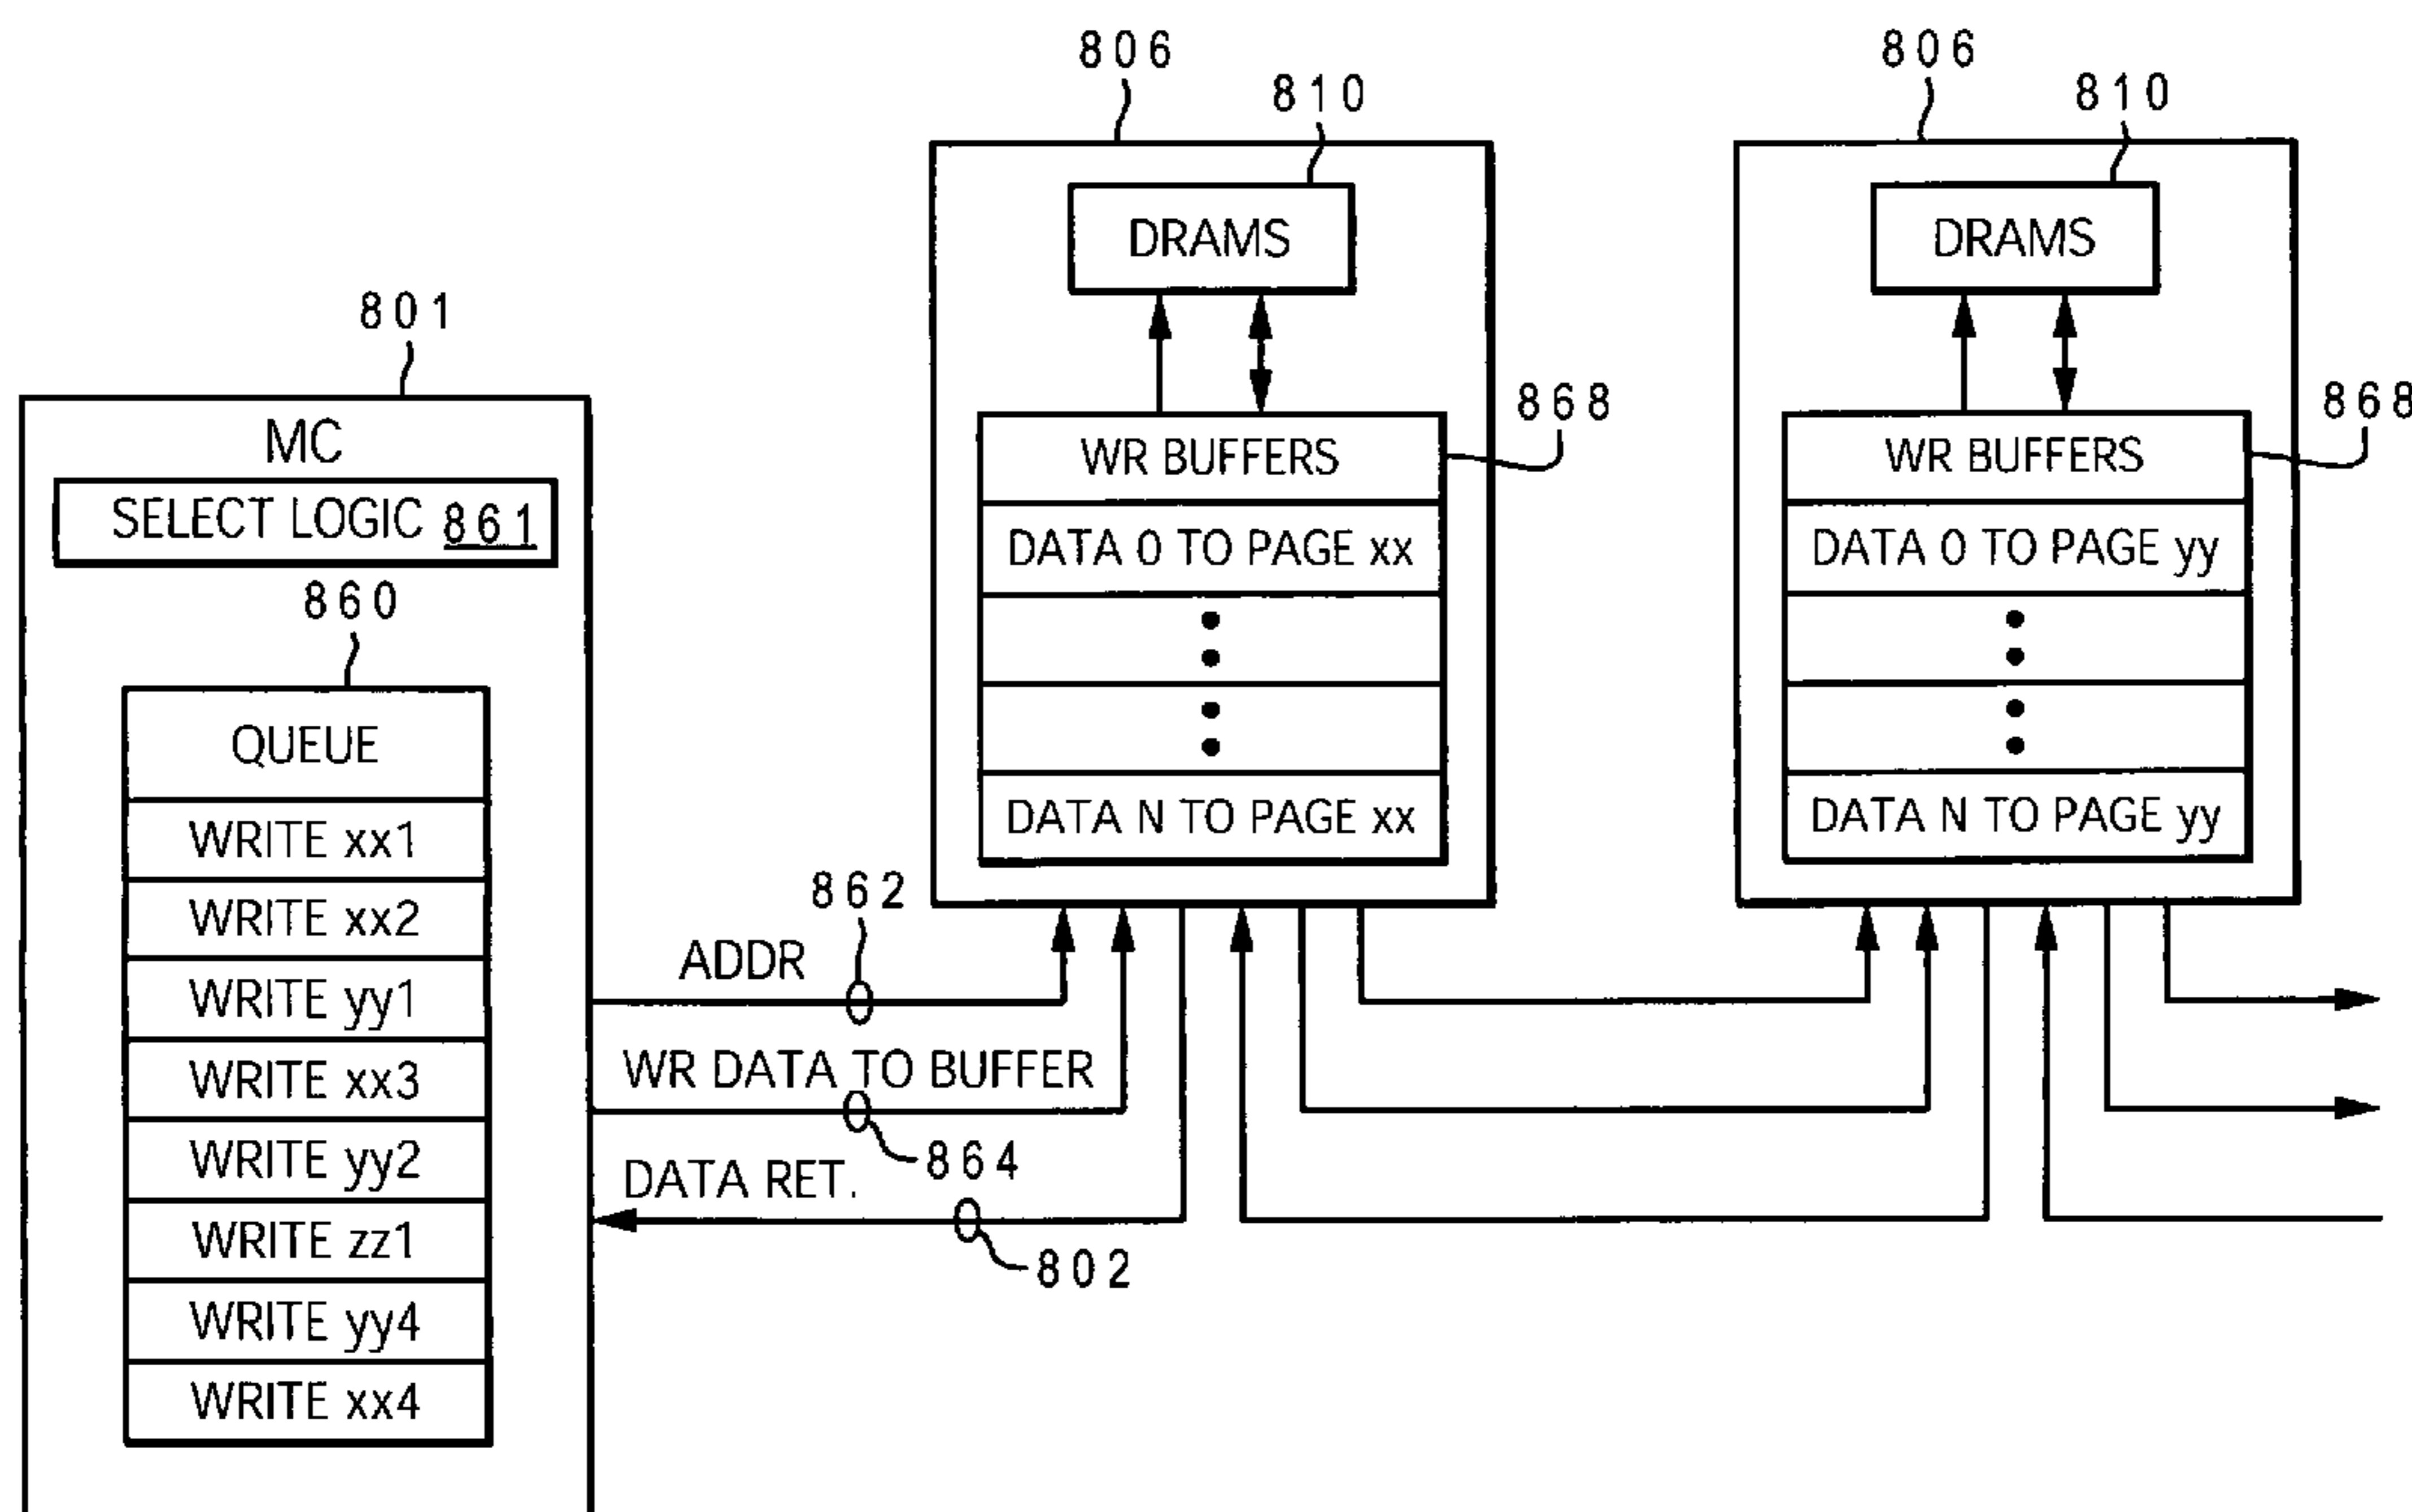 806
810
806
810
DRAMS
DRAMS
801
868
868
MC
WR BUFFERS
WR BUFFERS
SELECT LOGIC 861
DATA 0 TO PAGE xx
DATA 0 TO PAGE yy
860
QUEUE
DATA N TO PAGE xx
DATA N TO PAGE yy
WRITE xx1
WRITE xx2
WRITE yy1
WRITE xx3
WRITE yy2
WRITE zz1
WRITE yy4
WRITE xx4
862
ADDR
WR DATA TO BUFFER
864
DATA RET.
802